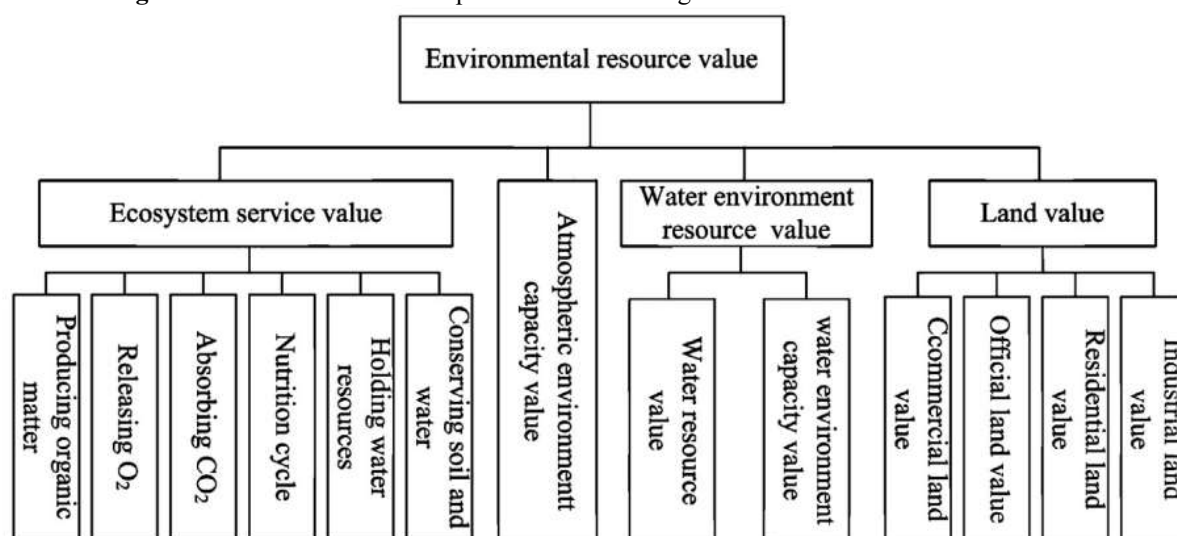 Environmental resource value
Ecosystem service value
Atmospheric environmentt
capacity value
Water environment
resource value
Land value
Producing organic
matter
Releasing O₂
Absorbing CO₂
Nutrition cycle
Holding water
resources
Conserving soil and
water
Water resource
value
water environment
capacity value
Ccommercial land
value
Official land value
Residential land
value
Industrial land
value